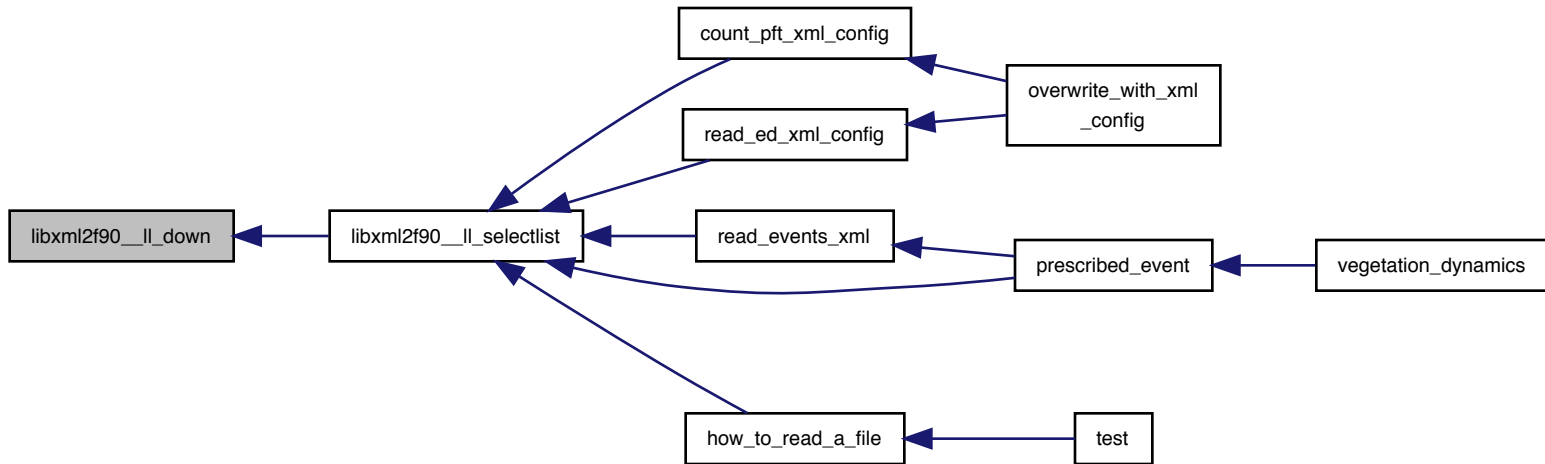 count_pft_xml_config
overwrite_with_xml
_config
read_ed_xml_config
libxml2f90__ll_down
libxml2f90__ll_selectlist
read_events_xml
prescribed_event
vegetation_dynamics
how_to_read_a_file
test